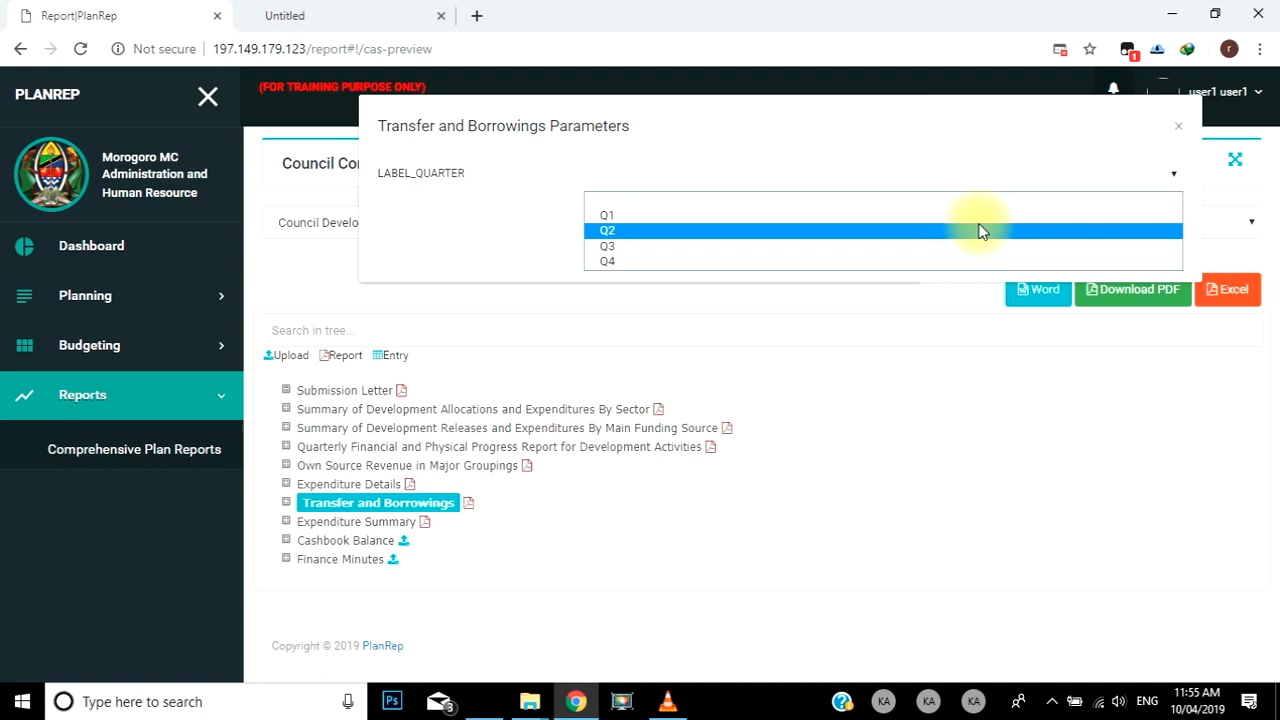 Report|PlanRep
Untitled
Not secure
197.149.179.123/report#!/cas-preview
1
r
PLANREP
(FOR TRAINING PURPOSE ONLY)
user1 user1
Transfer and Borrowings Parameters
Morogoro MC
Administration and
Human Resource
Council Co
LABEL_QUARTER
Council Develo
Q1
Q2
Q3
Q4
Dashboard
Planning
Budgeting
Reports
Comprehensive Plan Reports
Word
Download PDF
Excel
Search in tree...
Upload Report Entry
Submission Letter
Summary of Development Allocations and Expenditures By Sector
Summary of Development Releases and Expenditures By Main Funding Source
Quarterly Financial and Physical Progress Report for Development Activities
Own Source Revenue in Major Groupings
Expenditure Details
Transfer and Borrowings
Expenditure Summary
Cashbook Balance
Finance Minutes
Copyright © 2019 PlanRep
Type here to search
Ps
3
KA
KA
KA
ENG
11:55 AM
10/04/2019